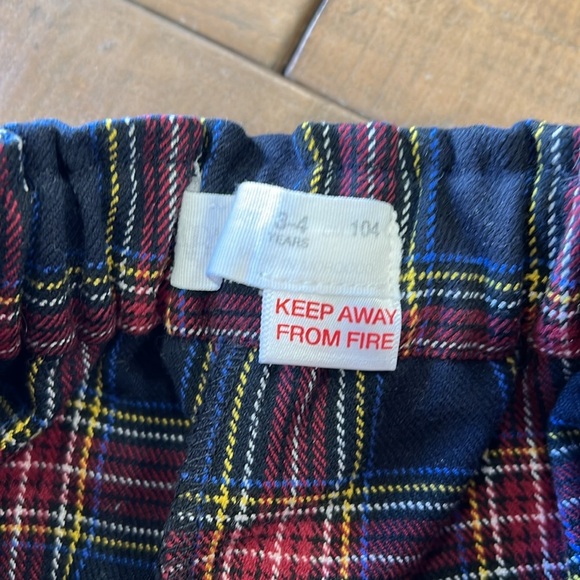 3-4 104
YEARS
KEEP AWAY
FROM FIRE